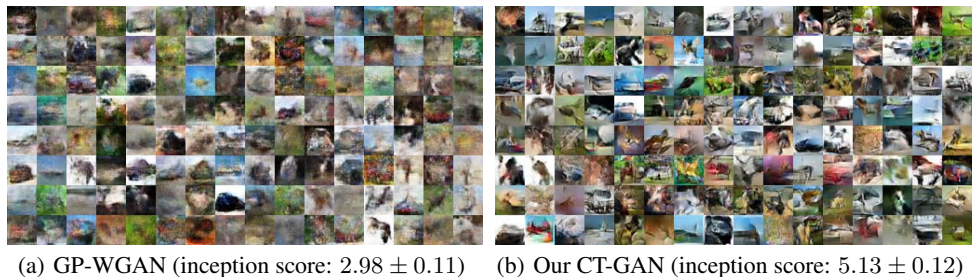 (a) GP-WGAN (inception score: 2.98 ± 0.11)
(b) Our CT-GAN (inception score: 5.13 ± 0.12)